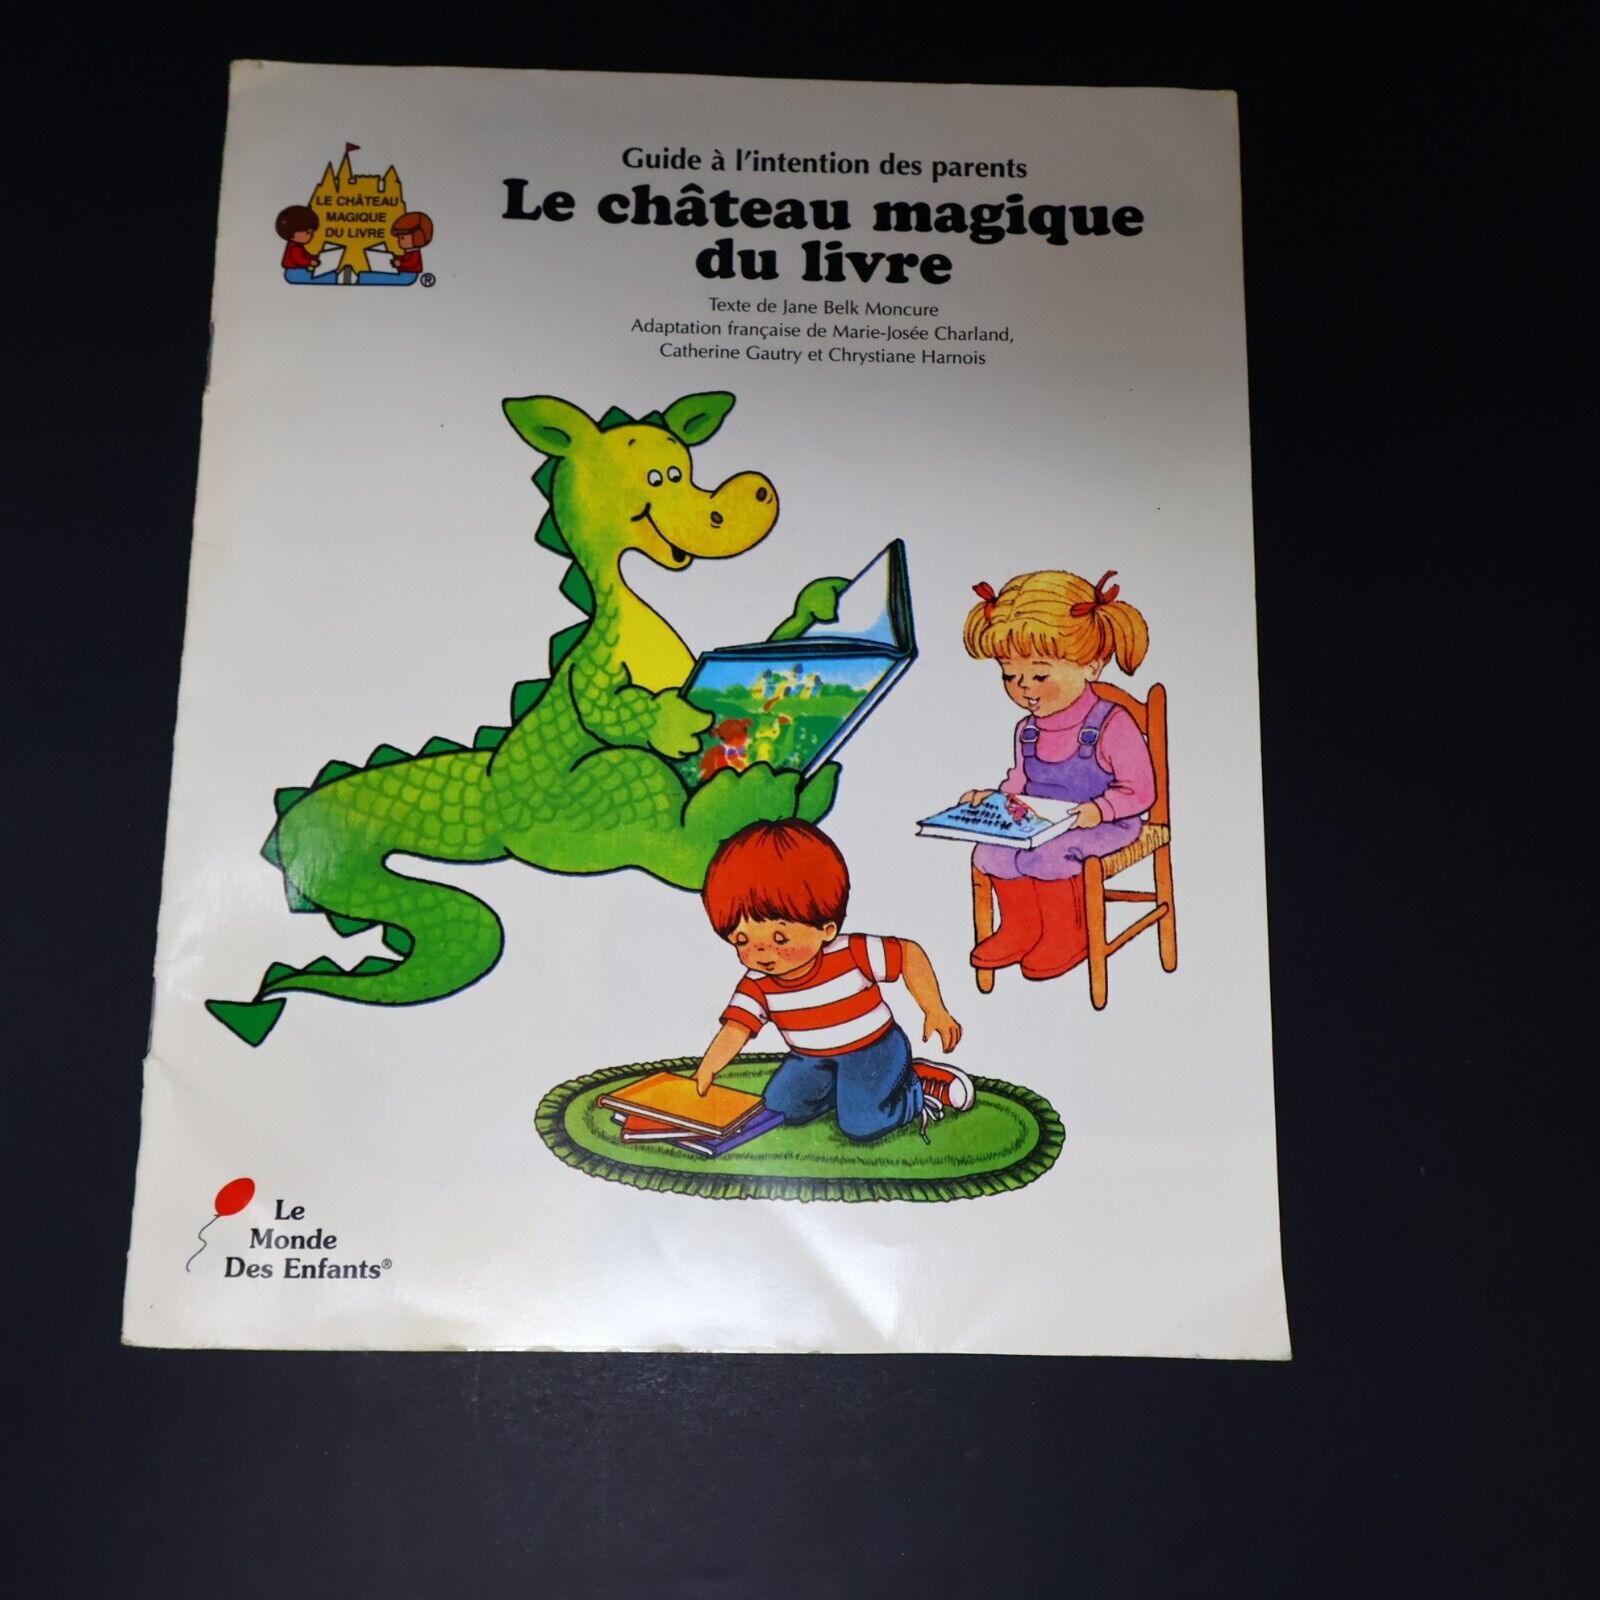 Guide à l'intention des parents
Le château magique
du livre
LE CHÂTEAU
MAGIQUE
DU LIVRE
®
Texte de Jane Belk Moncure
Adaptation française de Marie-Josée Charland,
Catherine Gautry et Chrystiane Harnois
Le
Monde
Des Enfants®